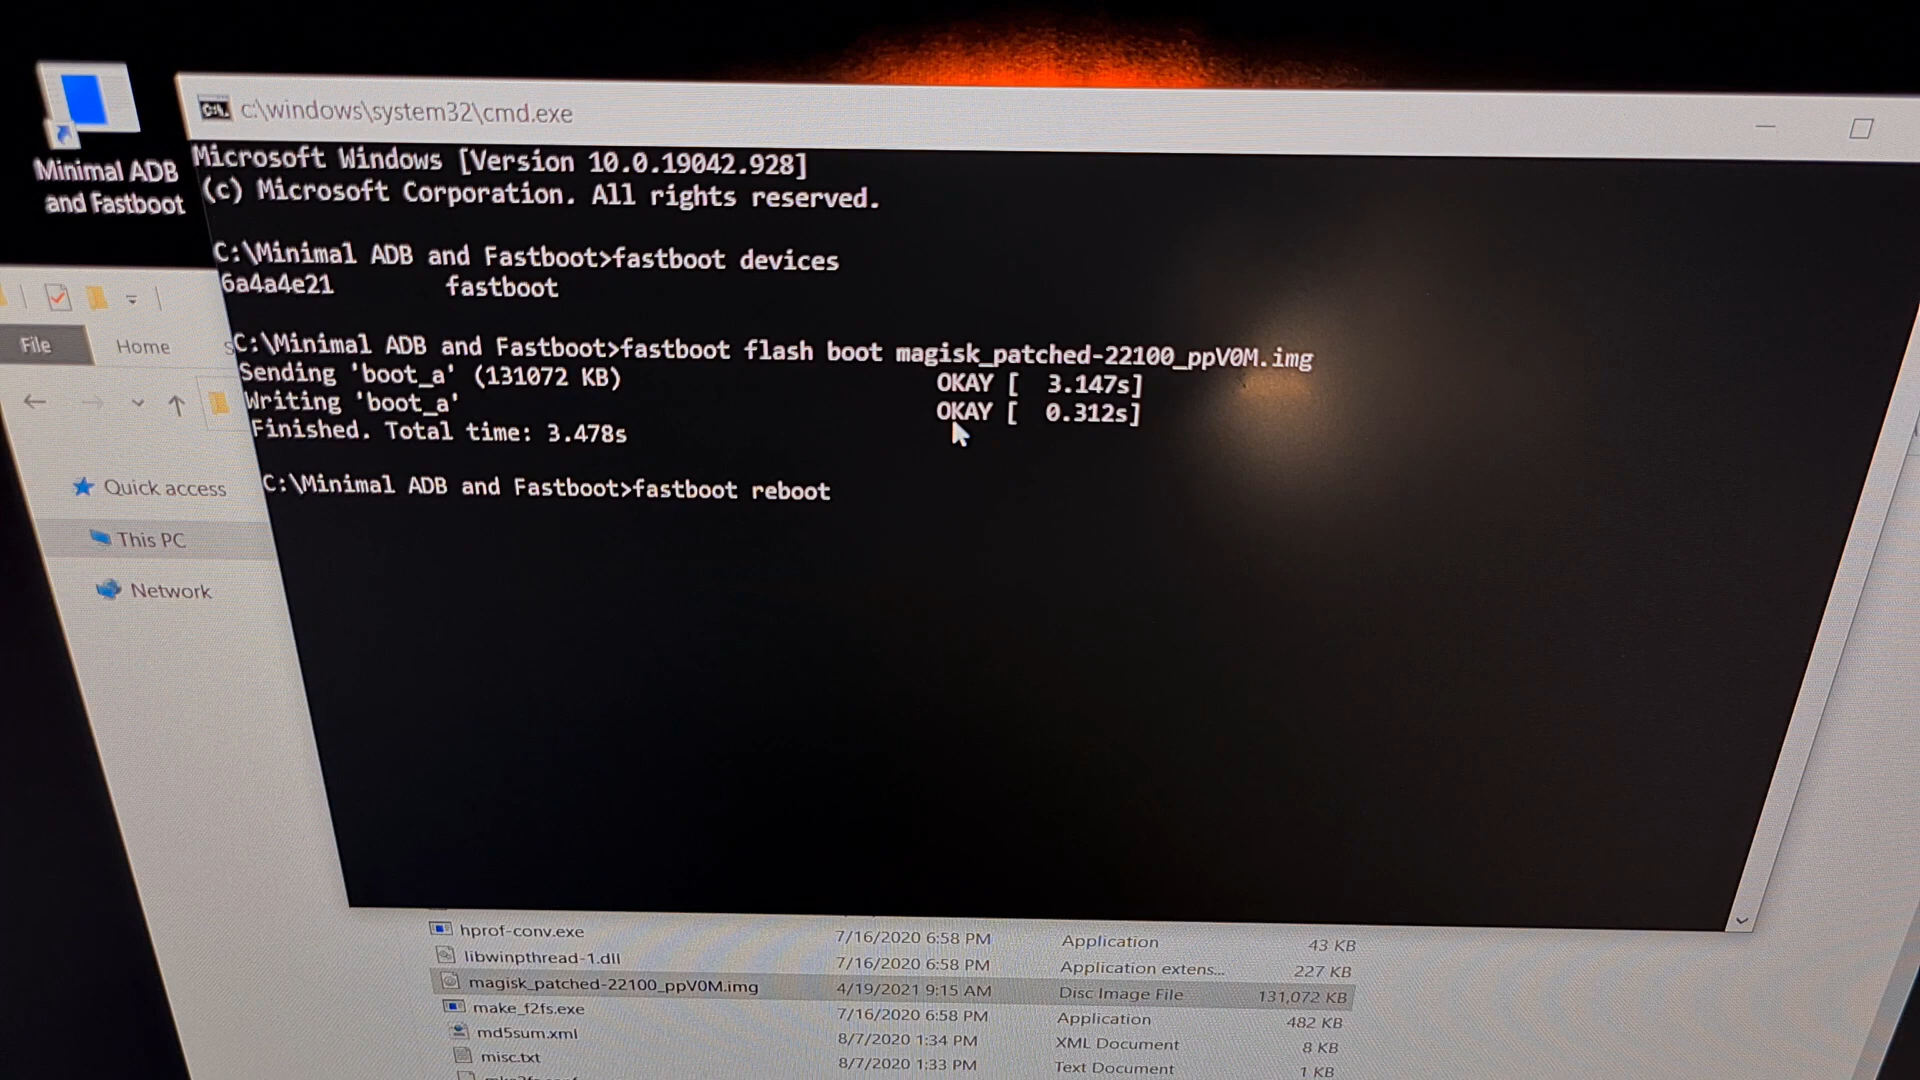 Minimal ADB
and Fastboot
c:\windows\system32\cmd.exe
Microsoft Windows [Version 10.0.19042.928]
(c) Microsoft Corporation. All rights reserved.
C:\Minimal ADB and Fastboot>fastboot devices
6a4a4e21 fastboot
C:\Minimal ADB and Fastboot>fastboot flash boot magisk_patched-22100_ppV0M.img
Sending 'boot_a' (131072 KB) OKAY [ 3.147s]
Writing 'boot_a' OKAY [ 0.312s]
Finished. Total time: 3.478s
C:\Minimal ADB and Fastboot>fastboot reboot
File Home
Quick access
This PC
Network
hprof-conv.exe 7/16/2020 6:58 PM Application 43 KB
libwinpthread-1.dll 7/16/2020 6:58 PM Application extens... 227 KB
magisk_patched-22100_ppV0M.img 4/19/2021 9:15 AM Disc Image File 131,072 KB
make_f2fs.exe 7/16/2020 6:58 PM Application 482 KB
md5sum.xml 8/7/2020 1:34 PM XML Document 8 KB
misc.txt 8/7/2020 1:33 PM Text Document 1 KB